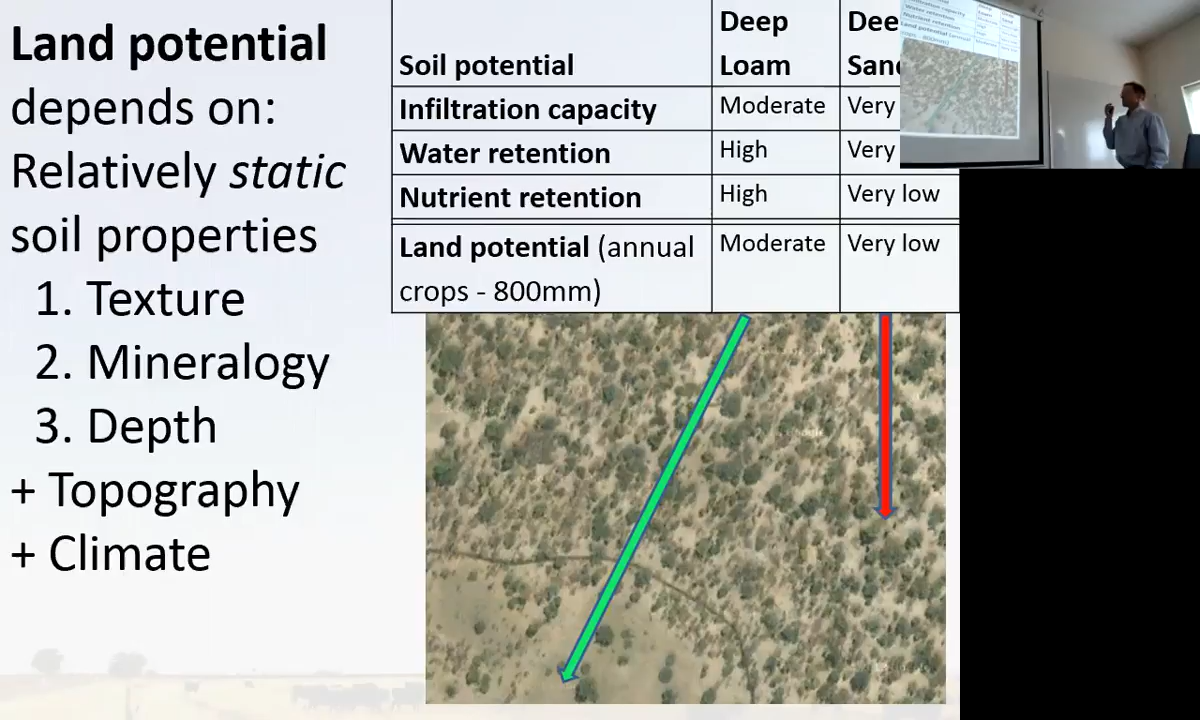 Land potential
depends on:
Relatively static
soil properties
1. Texture
2. Mineralogy
3. Depth
+ Topography
+ Climate
Deep
Loam
Soil potential
Infiltration capacity Moderate Very
Water retention High Very
Nutrient retention High Very low
Land potential (annual Moderate Very low
crops - 800mm)